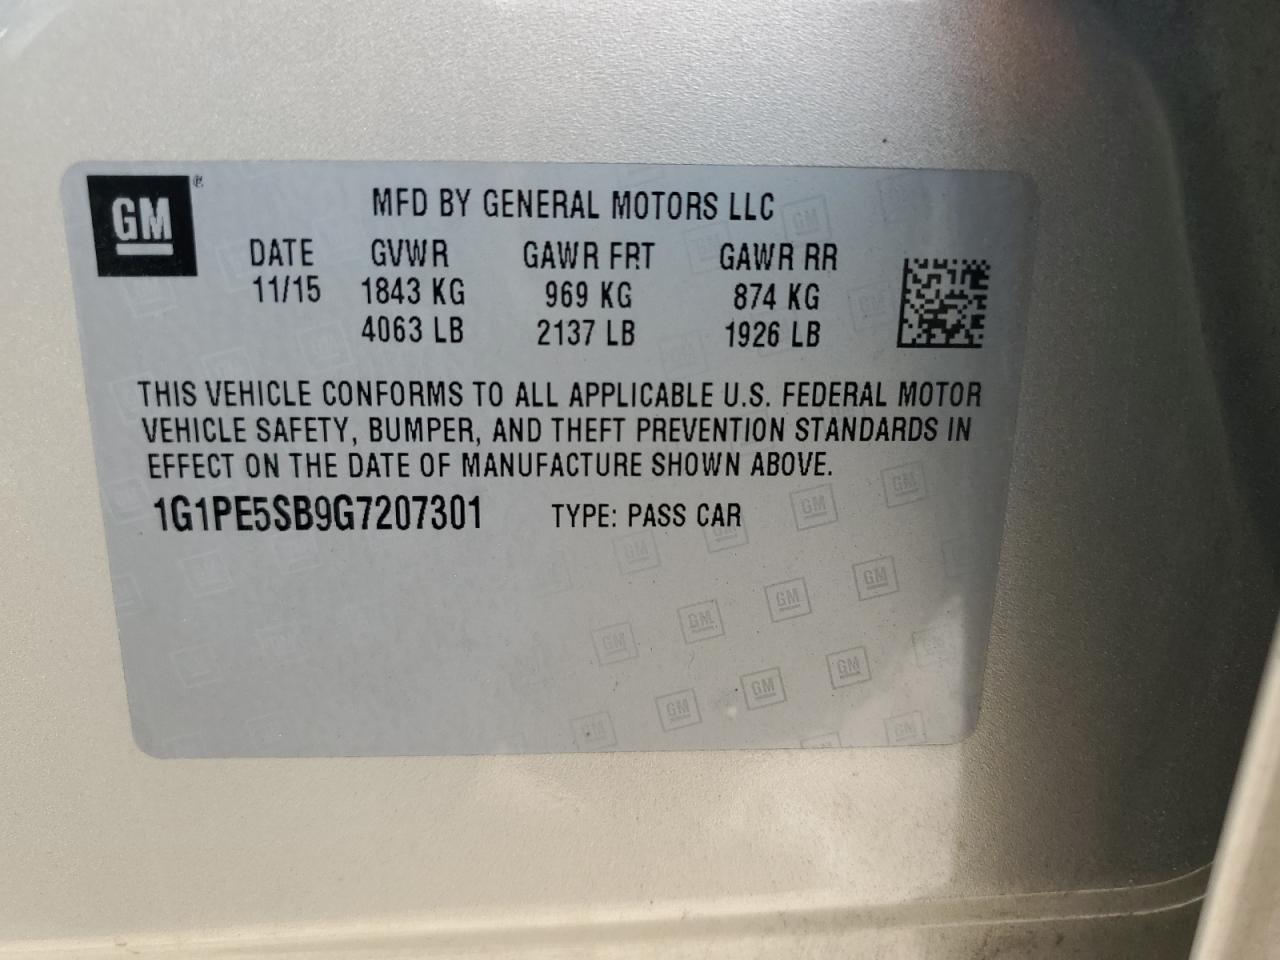 GM
MFD BY GENERAL MOTORS LLC
DATE GVWR GAWR FRT GAWR RR
11/15 1843 KG 969 KG 874 KG
4063 LB 2137 LB 1926 LB
THIS VEHICLE CONFORMS TO ALL APPLICABLE U.S. FEDERAL MOTOR
VEHICLE SAFETY, BUMPER, AND THEFT PREVENTION STANDARDS IN
EFFECT ON THE DATE OF MANUFACTURE SHOWN ABOVE.
1G1PE5SB9G7207301 TYPE: PASS CAR